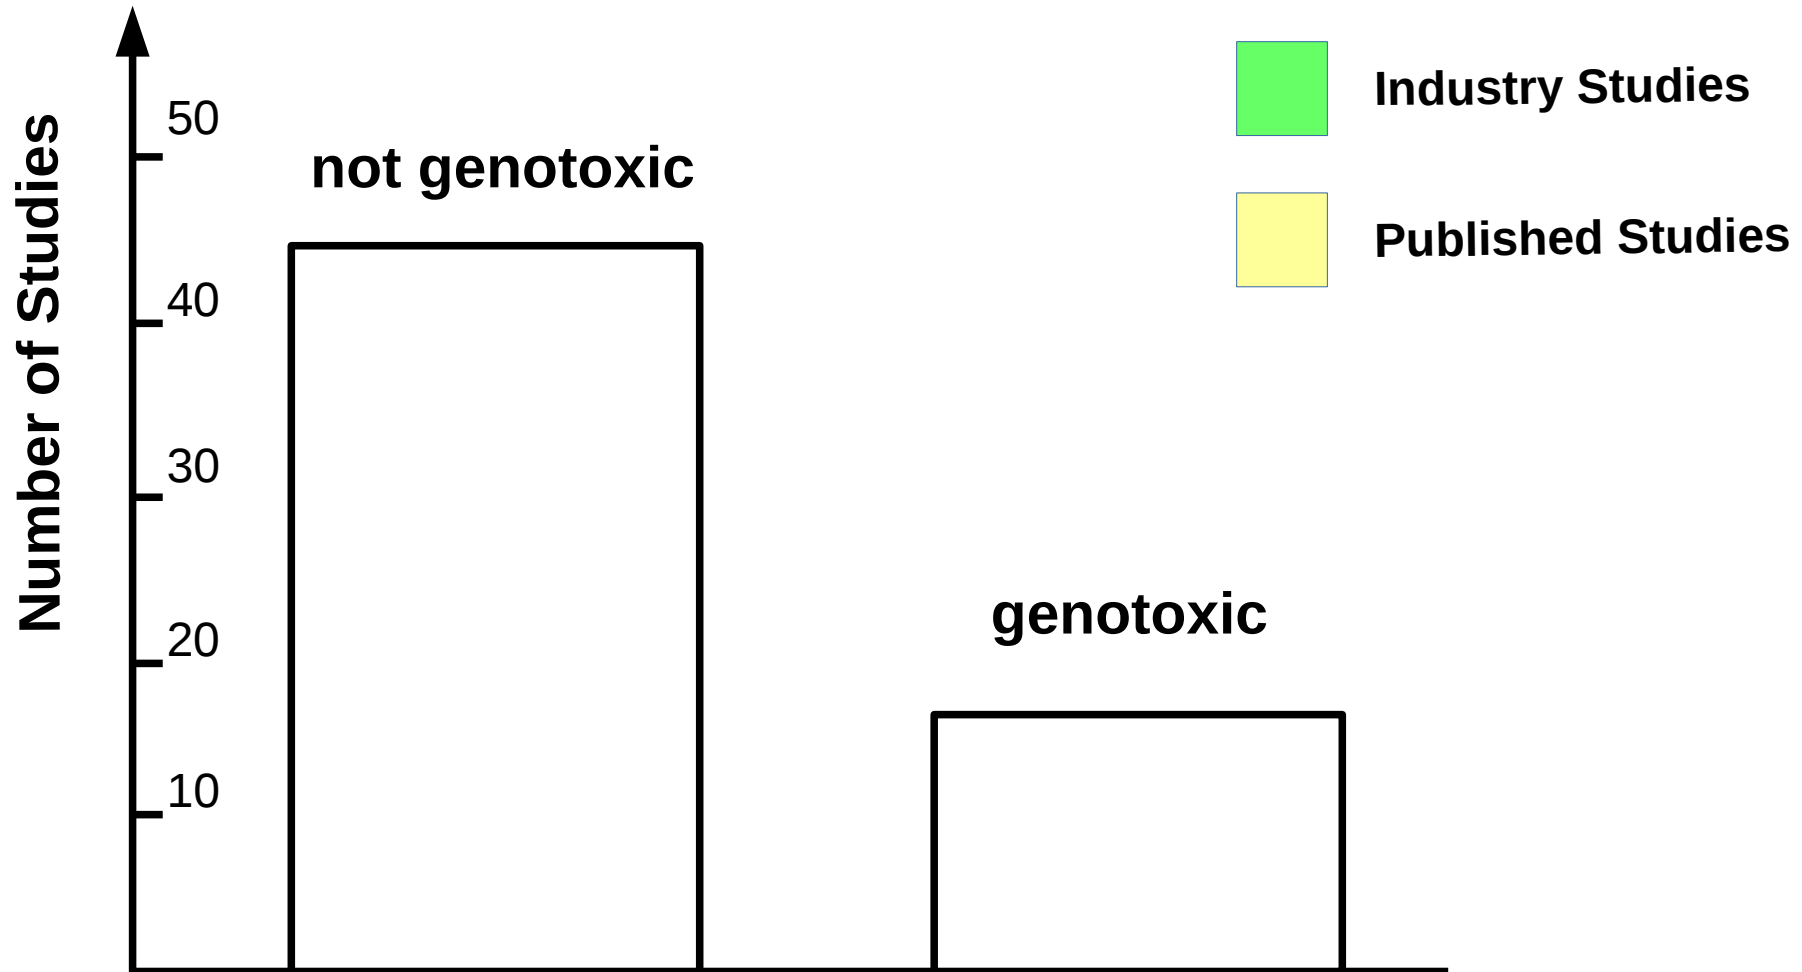 Number of Studies
50
40
30
20
10
not genotoxic
genotoxic
Industry Studies
Published Studies